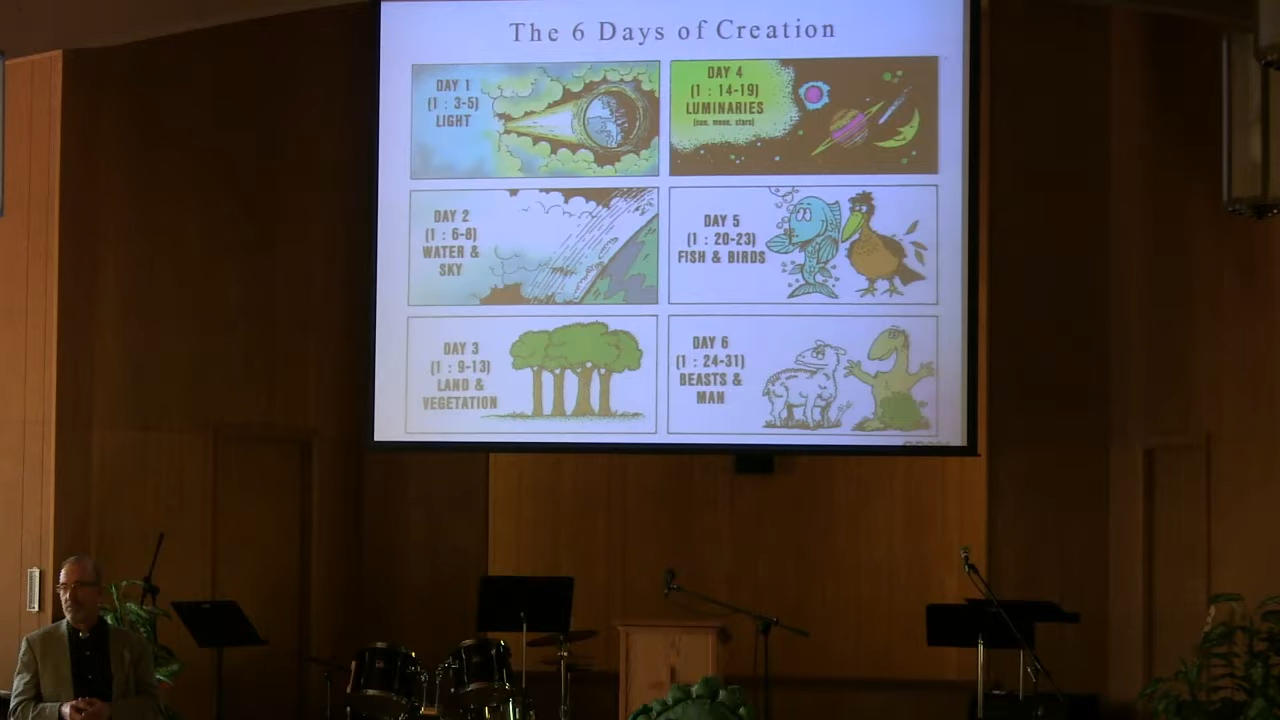 The 6 Days of Creation
DAY 1
(1 : 3-5)
LIGHT
DAY 2
(1 : 6-8)
WATER &
SKY
DAY 3
(1 : 9-13)
LAND &
VEGETATION
DAY 4
(1 : 14-19)
LUMINARIES
(sun, moon, stars)
DAY 5
(1 : 20-23)
FISH & BIRDS
DAY 6
(1 : 24-31)
BEASTS &
MAN